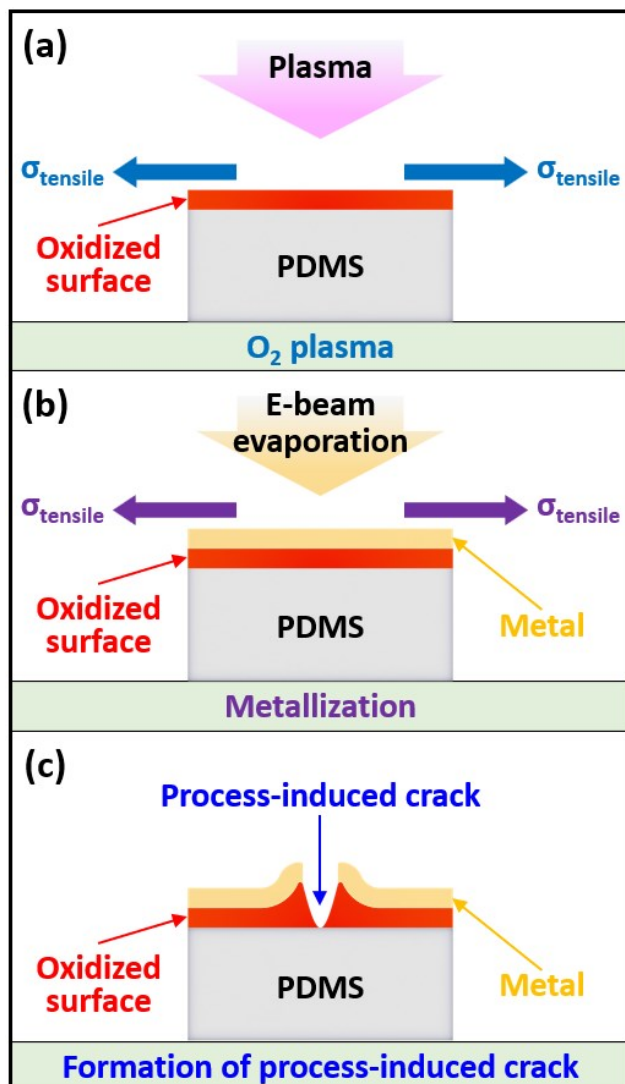 (a)
Plasma
σtensile
σtensile
Oxidized
surface
PDMS
O₂ plasma
(b)
E-beam
evaporation
σtensile
σtensile
Oxidized
surface
PDMS
Metal
Metallization
(c)
Process-induced crack
Oxidized
surface
PDMS
Metal
Formation of process-induced crack